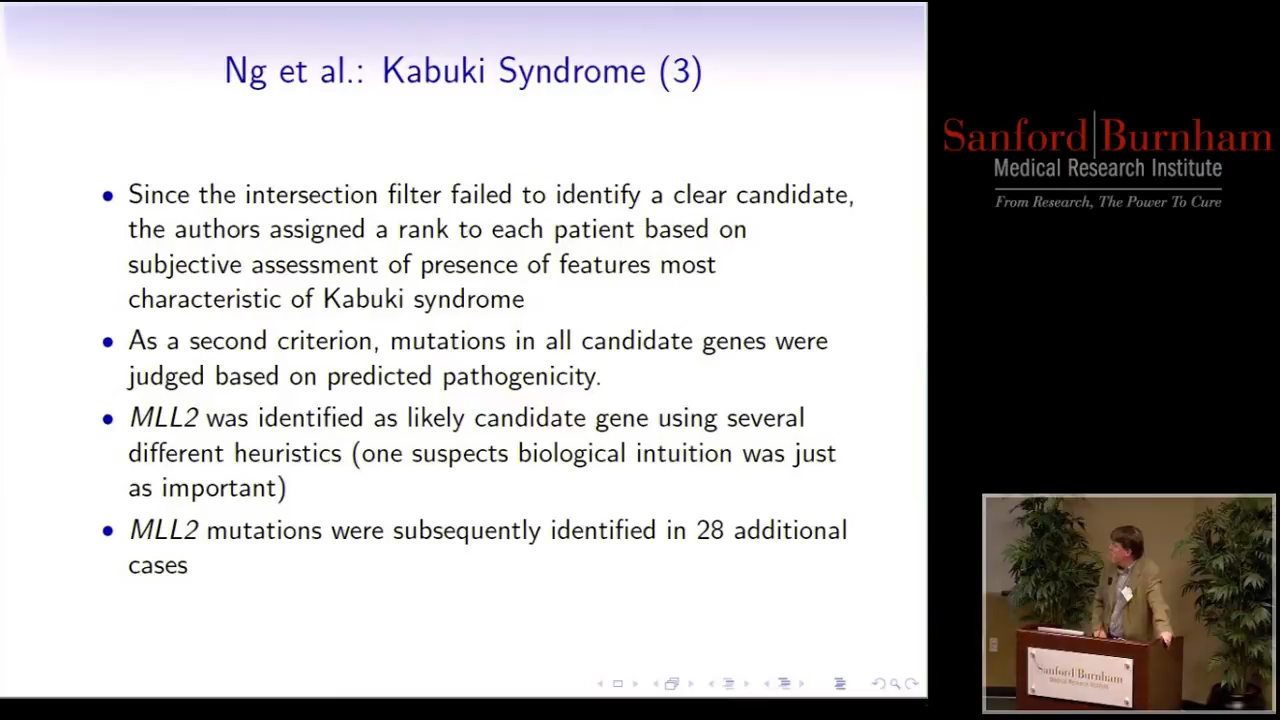 Ng et al.: Kabuki Syndrome (3)
• Since the intersection filter failed to identify a clear candidate,
the authors assigned a rank to each patient based on
subjective assessment of presence of features most
characteristic of Kabuki syndrome
• As a second criterion, mutations in all candidate genes were
judged based on predicted pathogenicity.
• MLL2 was identified as likely candidate gene using several
different heuristics (one suspects biological intuition was just
as important)
• MLL2 mutations were subsequently identified in 28 additional
cases
Sanford|Burnham
Medical Research Institute
From Research, The Power To Cure
Sanford Burnham
Medical Research Institute